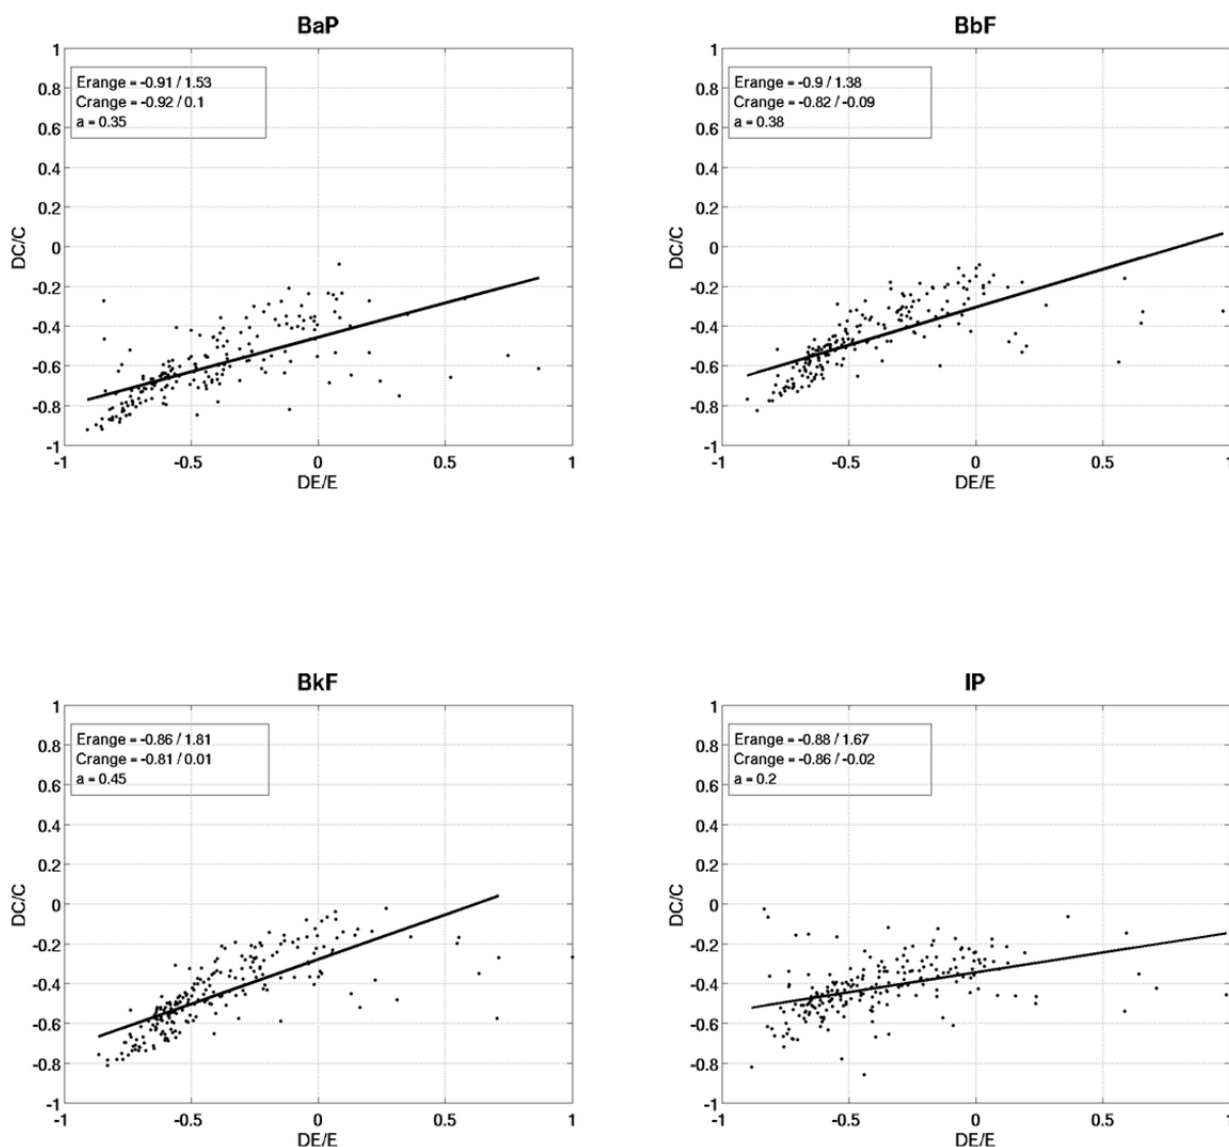 BaP
1
0.8
0.6
0.4
0.2
0
-0.2
-0.4
-0.6
-0.8
-1
DC/C
Erange = -0.91 / 1.53
Crange = -0.92 / 0.1
a = 0.35
-1
-0.5
0
0.5
1
DE/E
BbF
1
0.8
0.6
0.4
0.2
0
-0.2
-0.4
-0.6
-0.8
-1
DC/C
Erange = -0.9 / 1.38
Crange = -0.82 / -0.09
a = 0.38
-1
-0.5
0
0.5
1
DE/E
BkF
1
0.8
0.6
0.4
0.2
0
-0.2
-0.4
-0.6
-0.8
-1
DC/C
Erange = -0.86 / 1.81
Crange = -0.81 / 0.01
a = 0.45
-1
-0.5
0
0.5
1
DE/E
IP
1
0.8
0.6
0.4
0.2
0
-0.2
-0.4
-0.6
-0.8
-1
DC/C
Erange = -0.88 / 1.67
Crange = -0.86 / -0.02
a = 0.2
-1
-0.5
0
0.5
1
DE/E